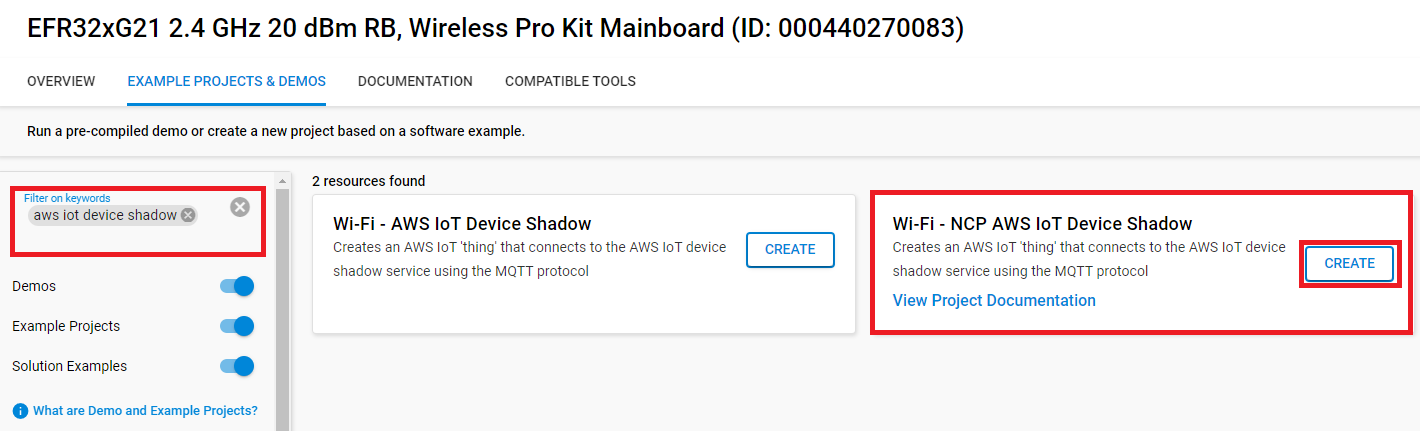 EFR32xG21 2.4 GHz 20 dBm RB, Wireless Pro Kit Mainboard (ID: 000440270083)
OVERVIEW
EXAMPLE PROJECTS & DEMOS
DOCUMENTATION
COMPATIBLE TOOLS
Run a pre-compiled demo or create a new project based on a software example.
Filter on keywords
aws iot device shadow
Demos
Example Projects
Solution Examples
What are Demo and Example Projects?
2 resources found
Wi-Fi - AWS IoT Device Shadow
Creates an AWS IoT 'thing' that connects to the AWS IoT device
shadow service using the MQTT protocol
CREATE
Wi-Fi - NCP AWS IoT Device Shadow
Creates an AWS IoT 'thing' that connects to the AWS IoT device
shadow service using the MQTT protocol
View Project Documentation
CREATE